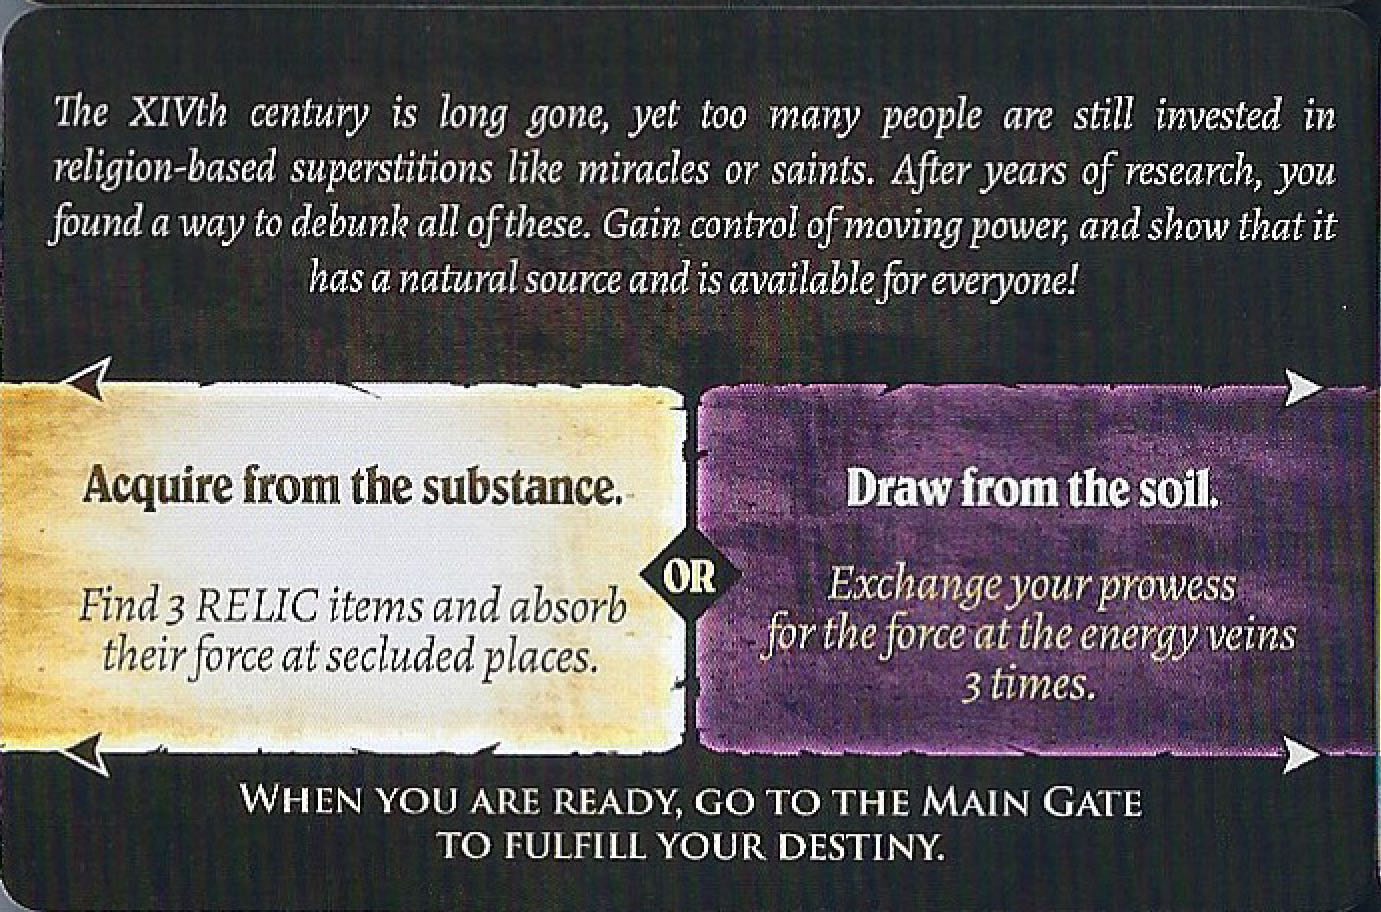 The XIVth century is long gone, yet too many people are still invested in
religion-based superstitions like miracles or saints. After years of research, you
found a way to debunk all of these. Gain control of moving power, and show that it
has a natural source and is available for everyone!
Acquire from the substance.
Find 3 RELIC items and absorb
their force at secluded places.
OR
Draw from the soil.
Exchange your prowess
for the force at the energy veins
3 times.
WHEN YOU ARE READY, GO TO THE MAIN GATE
TO FULFILL YOUR DESTINY.